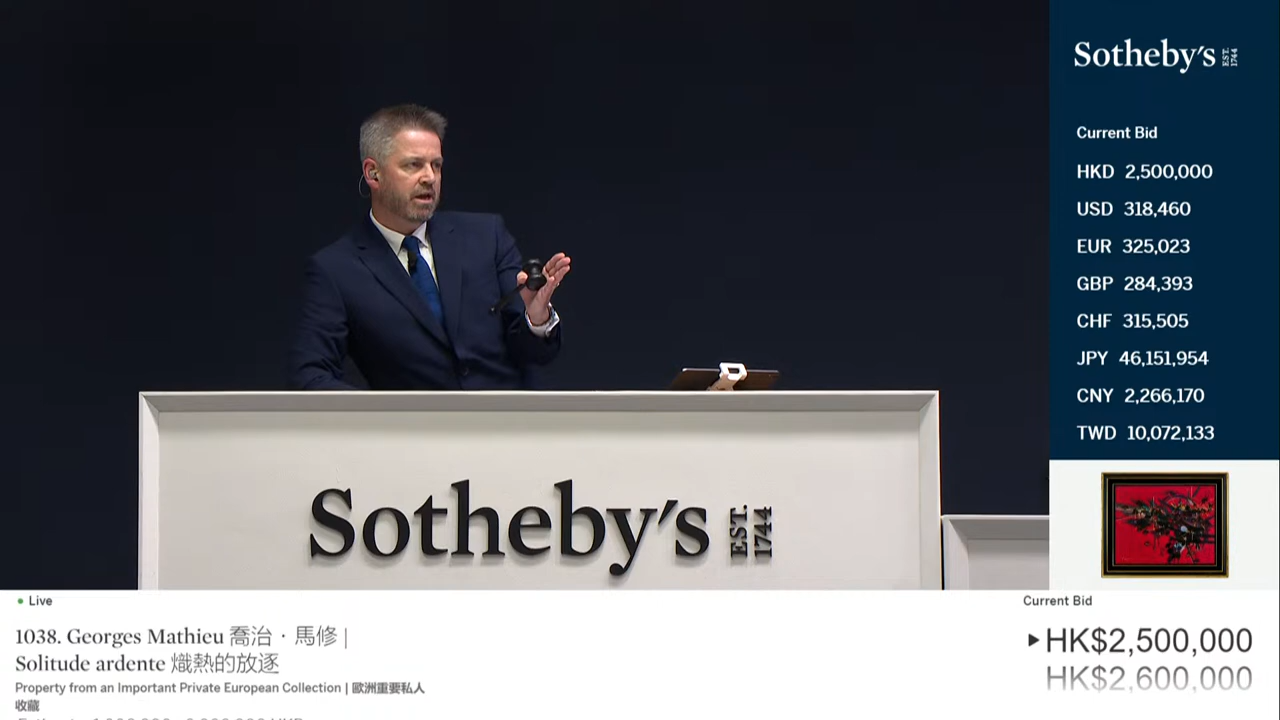 Sotheby's EST. 1744
Current Bid
HKD 2,500,000
USD 318,460
EUR 325,023
GBP 284,393
CHF 315,505
JPY 46,151,954
CNY 2,266,170
TWD 10,072,133
Sotheby's EST. 1744
Live
1038. Georges Mathieu 喬治·馬修 |
Solitude ardente 熾熱的放逐
Property from an Important Private European Collection | 歐洲重要私人
收藏
Current Bid
HK$2,500,000
HK$2,600,000